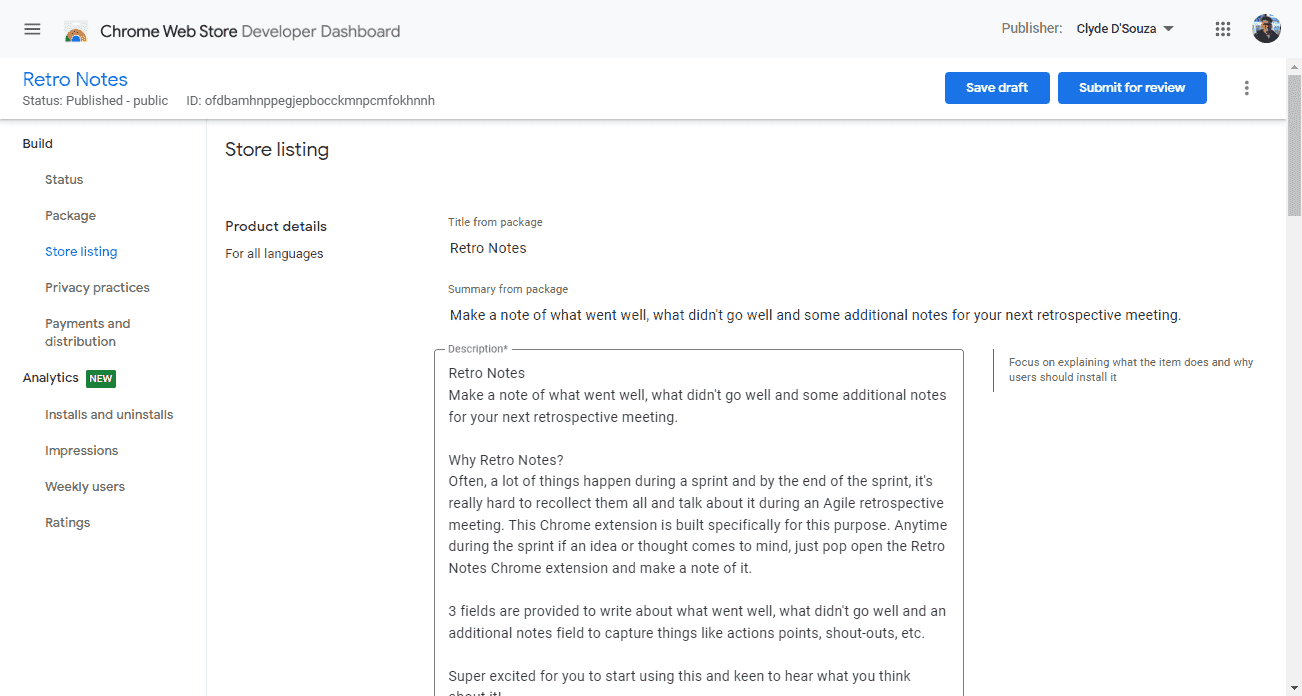 Chrome Web Store Developer Dashboard
Publisher: Clyde D'Souza
Retro Notes
Status: Published - public ID: ofdbamhnppegjepbocckmnpcmfokhnnh
Save draft
Submit for review
Build
Status
Package
Store listing
Privacy practices
Payments and
distribution
Analytics NEW
Installs and uninstalls
Impressions
Weekly users
Ratings
Store listing
Product details
For all languages
Title from package
Retro Notes
Summary from package
Make a note of what went well, what didn't go well and some additional notes for your next retrospective meeting.
Description*
Retro Notes
Make a note of what went well, what didn't go well and some additional notes
for your next retrospective meeting.
Why Retro Notes?
Often, a lot of things happen during a sprint and by the end of the sprint, it's
really hard to recollect them all and talk about it during an Agile retrospective
meeting. This Chrome extension is built specifically for this purpose. Anytime
during the sprint if an idea or thought comes to mind, just pop open the Retro
Notes Chrome extension and make a note of it.
3 fields are provided to write about what went well, what didn't go well and an
additional notes field to capture things like actions points, shout-outs, etc.
Super excited for you to start using this and keen to hear what you think
about it!
Focus on explaining what the item does and why
users should install it